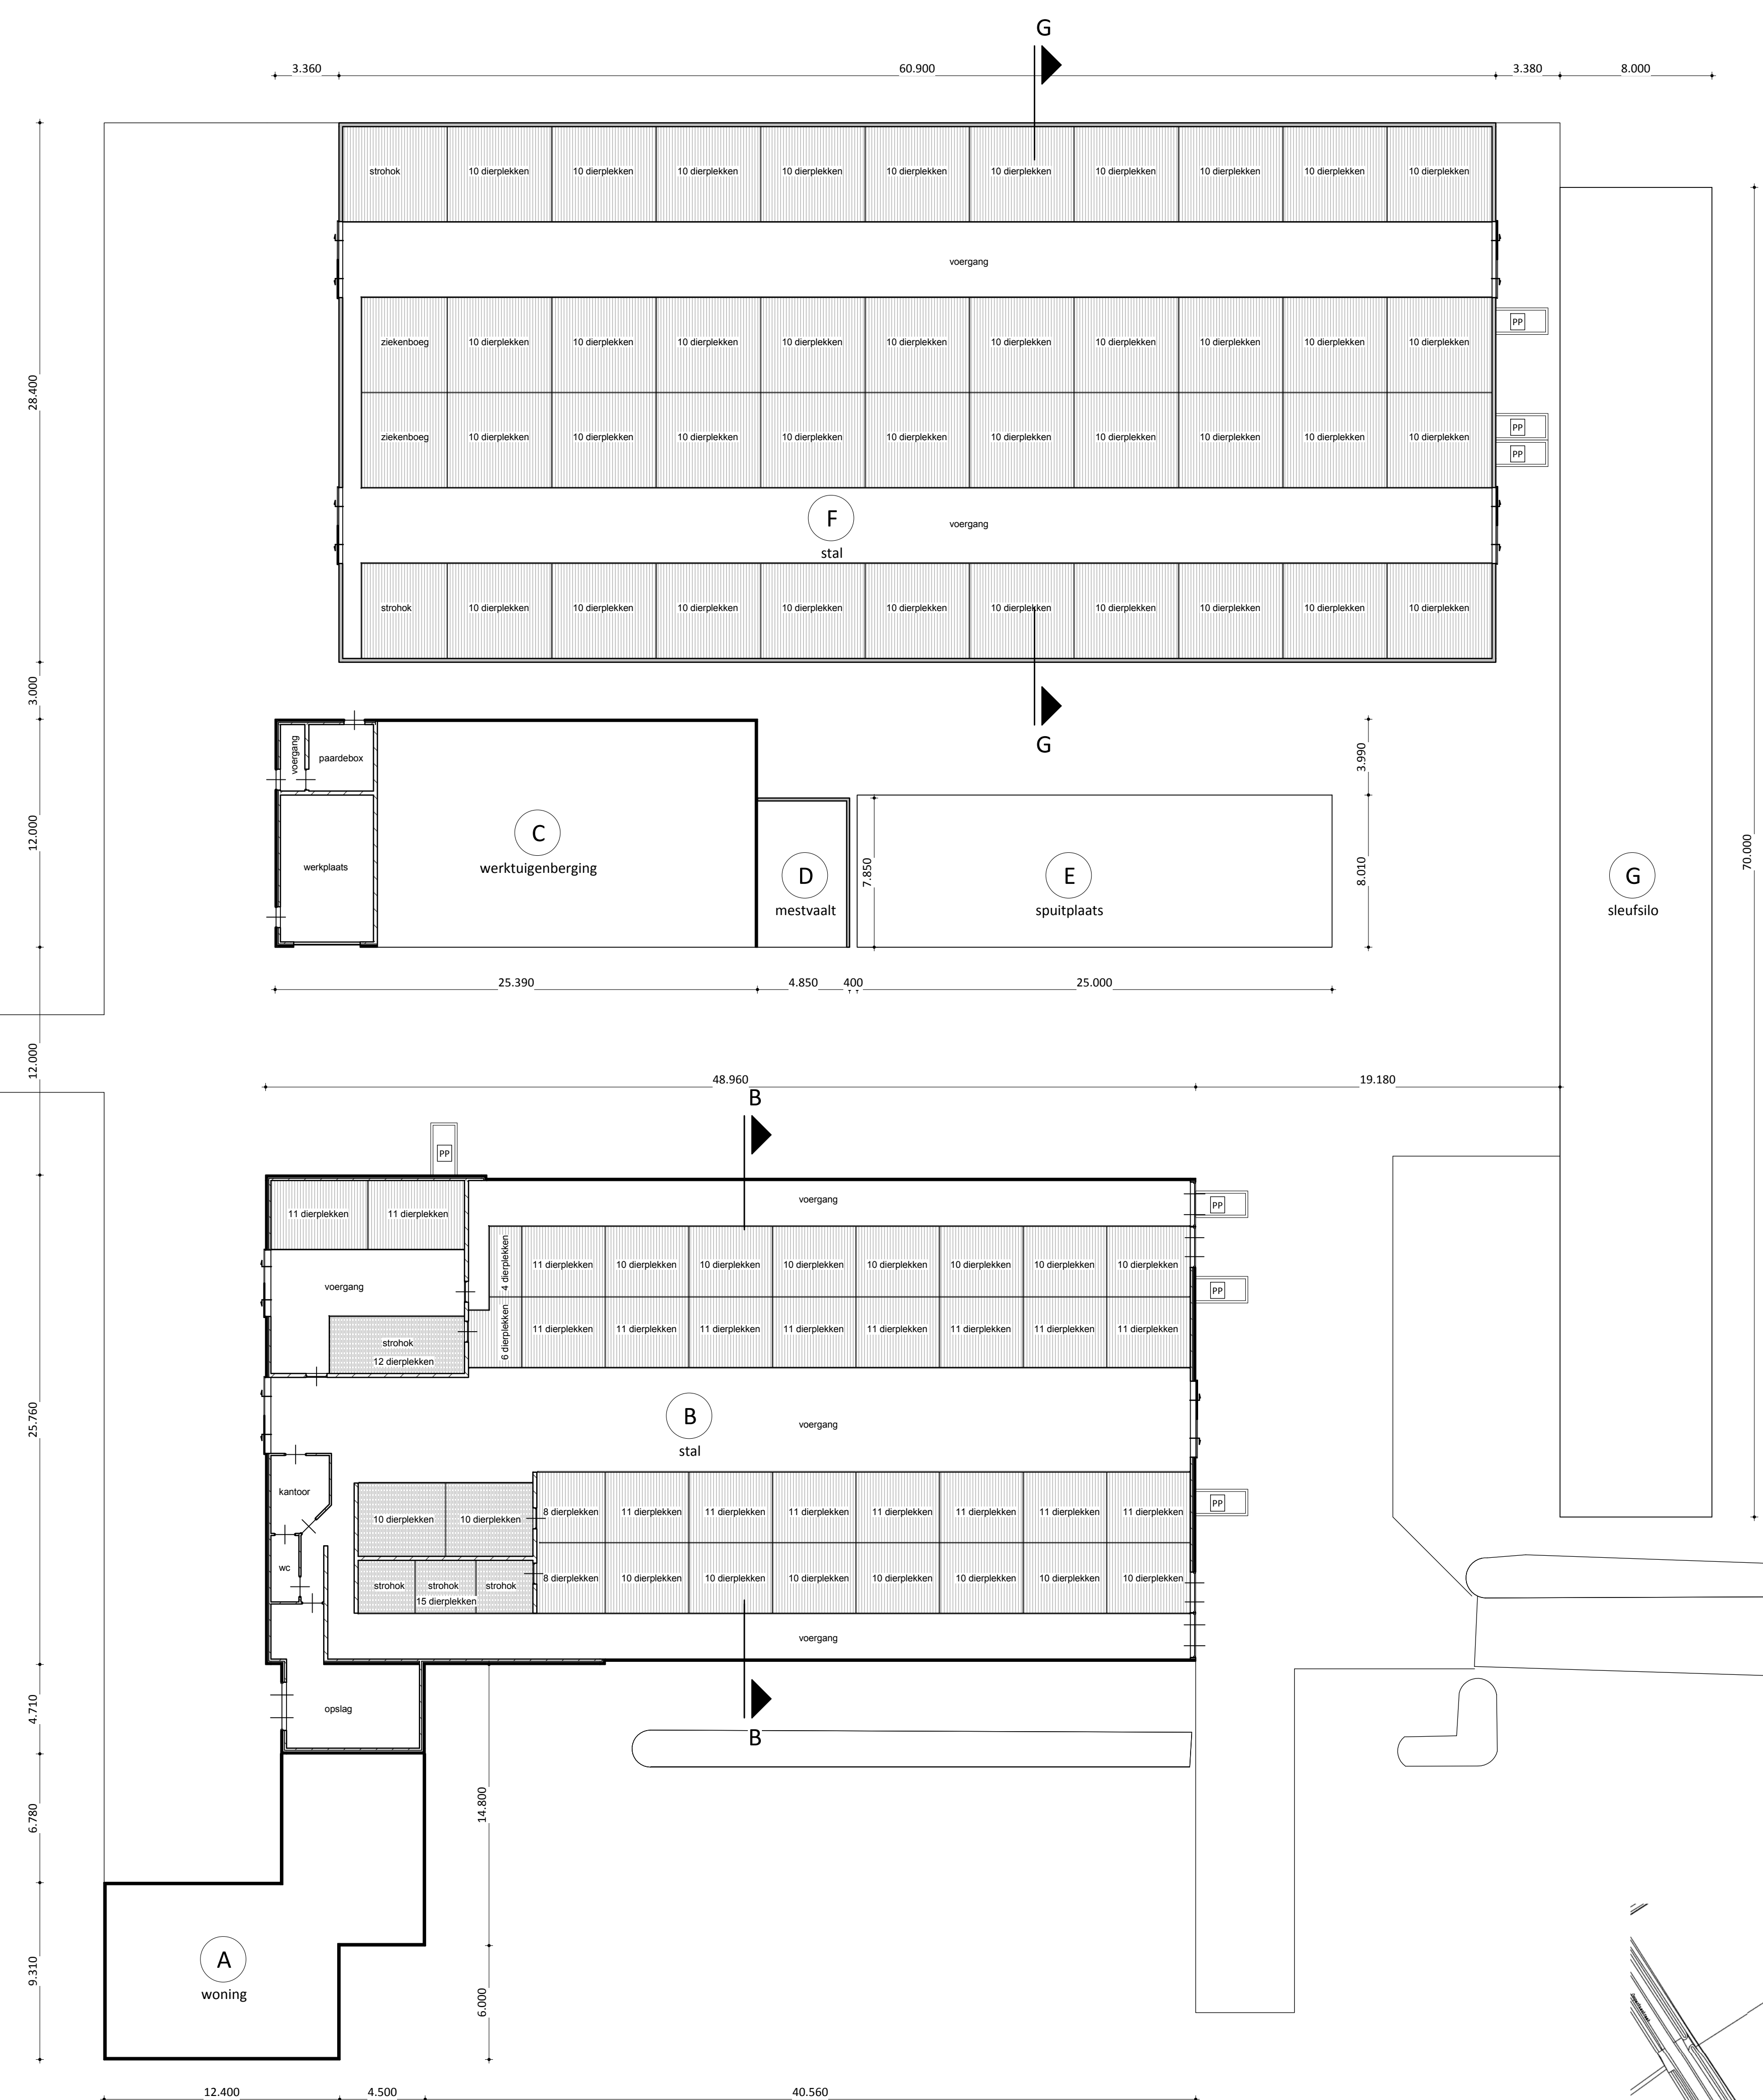 G
3.360 60.900 3.380 8.000
strohok 10 dierplekken 10 dierplekken 10 dierplekken 10 dierplekken 10 dierplekken 10 dierplekken 10 dierplekken 10 dierplekken 10 dierplekken 10 dierplekken
voergang
PP
ziekenboeg 10 dierplekken 10 dierplekken 10 dierplekken 10 dierplekken 10 dierplekken 10 dierplekken 10 dierplekken 10 dierplekken 10 dierplekken 10 dierplekken
28.400
PP
ziekenboeg 10 dierplekken 10 dierplekken 10 dierplekken 10 dierplekken 10 dierplekken 10 dierplekken 10 dierplekken 10 dierplekken 10 dierplekken 10 dierplekken
PP
F
stal
voergang
strohok 10 dierplekken 10 dierplekken 10 dierplekken 10 dierplekken 10 dierplekken 10 dierplekken 10 dierplekken 10 dierplekken 10 dierplekken 10 dierplekken
3.000
G
voergang
paardebox
3.990
12.000
C
werktuigenberging
werkplaats
D
mestvaalt
7.850
E
spuitplaats
8.010
G
sleufsilo
70.000
25.390 4.850 400 25.000
12.000
48.960 19.180
B
PP
voergang
PP
11 dierplekken 11 dierplekken
4 dierplekken
11 dierplekken 10 dierplekken 10 dierplekken 10 dierplekken 10 dierplekken 10 dierplekken 10 dierplekken 10 dierplekken
voergang
PP
6 dierplekken
11 dierplekken 11 dierplekken 11 dierplekken 11 dierplekken 11 dierplekken 11 dierplekken 11 dierplekken 11 dierplekken
strohok
12 dierplekken
25.760
B
stal
voergang
kantoor
PP
10 dierplekken 10 dierplekken
8 dierplekken 11 dierplekken 11 dierplekken 11 dierplekken 11 dierplekken 11 dierplekken 11 dierplekken 11 dierplekken
wc
strohok strohok strohok
15 dierplekken
8 dierplekken 10 dierplekken 10 dierplekken 10 dierplekken 10 dierplekken 10 dierplekken 10 dierplekken 10 dierplekken
voergang
4.710
opslag
B
6.780
14.800
9.310
A
woning
6.000
12.400 4.500 40.560